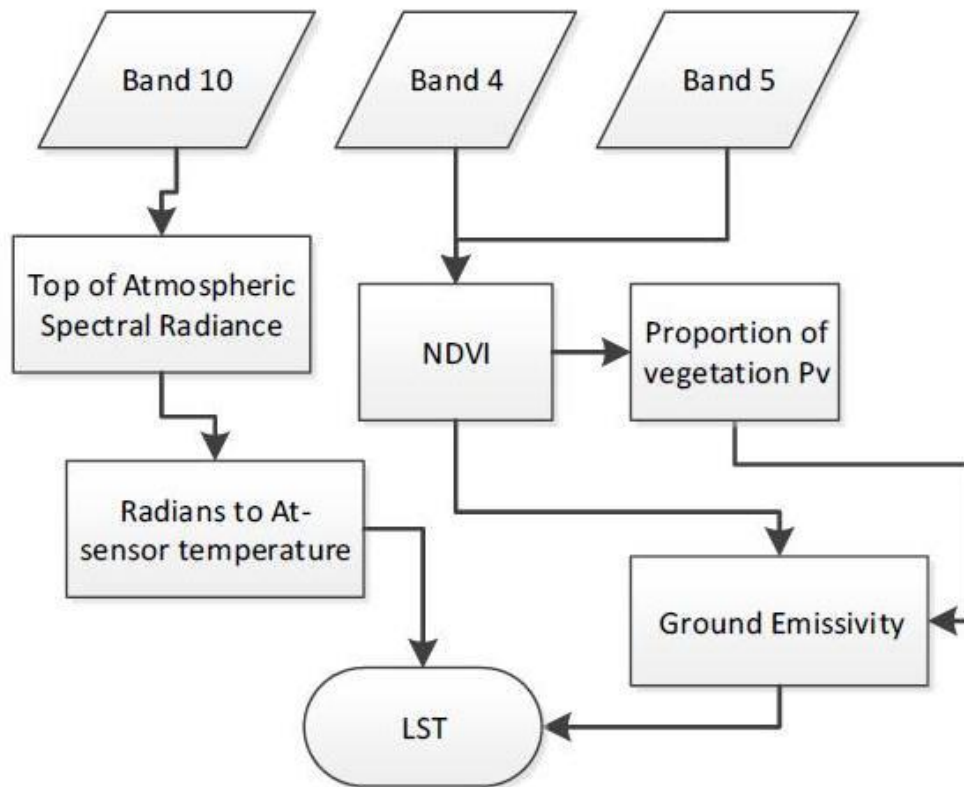 Band 10
Band 4
Band 5
Top of Atmospheric
Spectral Radiance
NDVI
Proportion of
vegetation Pv
Radians to At-
sensor temperature
Ground Emissivity
LST